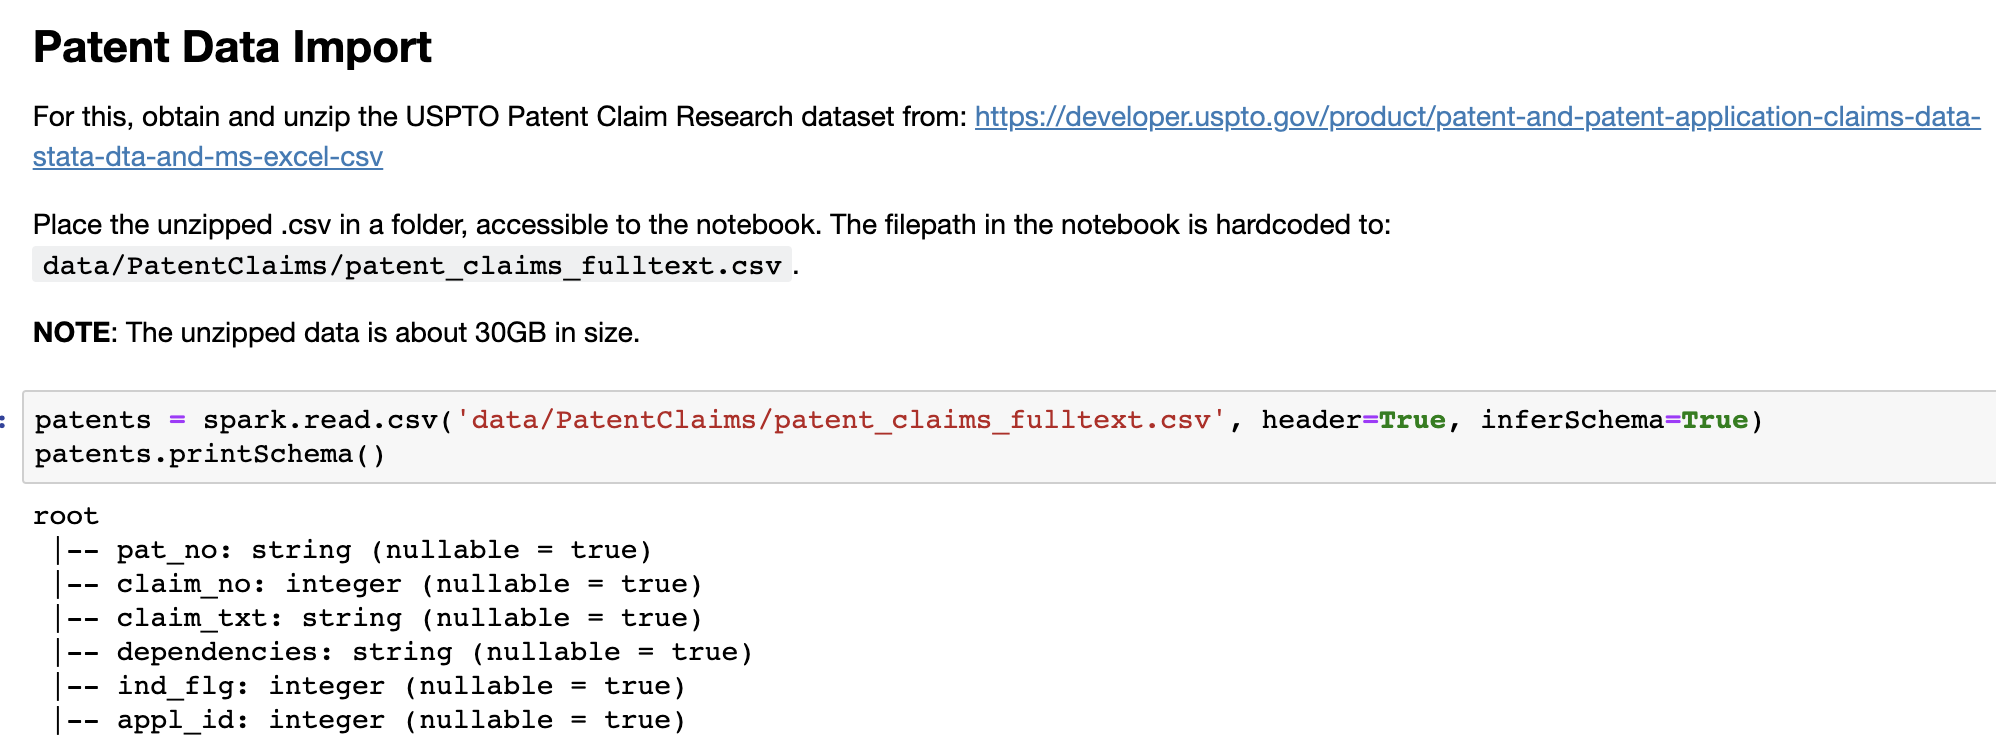 Patent Data Import
For this, obtain and unzip the USPTO Patent Claim Research dataset from: https://developer.uspto.gov/product/patent-and-patent-application-claims-data-
stata-dta-and-ms-excel-csv
Place the unzipped .csv in a folder, accessible to the notebook. The filepath in the notebook is hardcoded to:
data/PatentClaims/patent_claims_fulltext.csv .
NOTE: The unzipped data is about 30GB in size.
:
patents = spark.read.csv('data/PatentClaims/patent_claims_fulltext.csv', header=True, inferSchema=True)
patents.printSchema()
root
|-- pat_no: string (nullable = true)
|-- claim_no: integer (nullable = true)
|-- claim_txt: string (nullable = true)
|-- dependencies: string (nullable = true)
|-- ind_flg: integer (nullable = true)
|-- appl_id: integer (nullable = true)